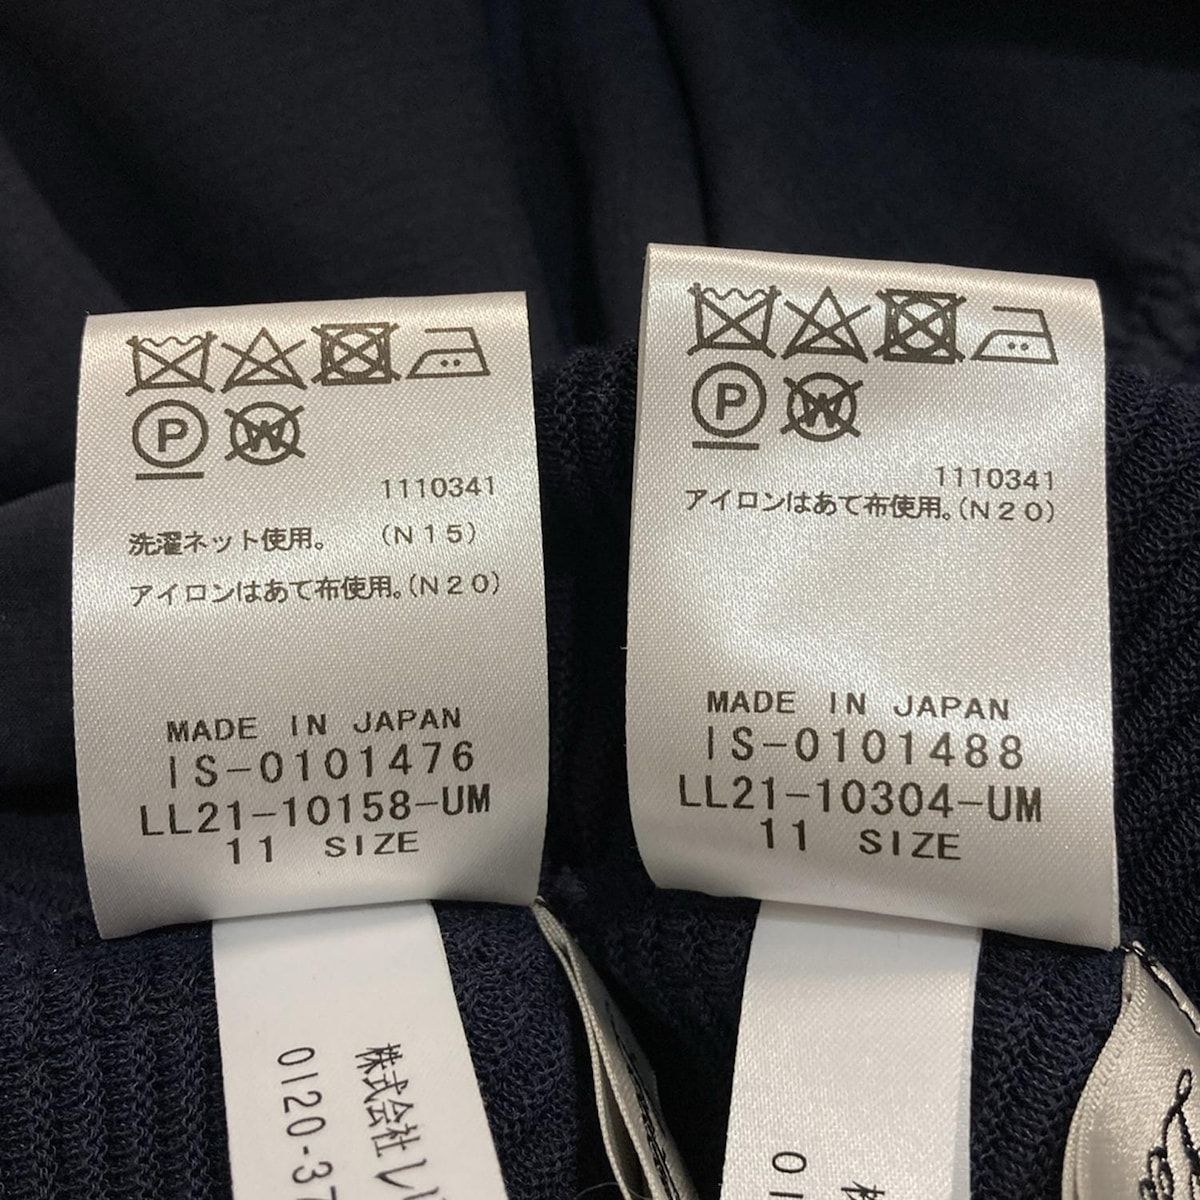 P W
1110341
洗濯ネット使用。 (N15)
アイロンはあて布使用。(N20)
MADE IN JAPAN
IS-0101476
LL21-10158-UM
11 SIZE
株式会社レ
0120-37
P W
1110341
アイロンはあて布使用。(N20)
MADE IN JAPAN
IS-0101488
LL21-10304-UM
11 SIZE
株
01